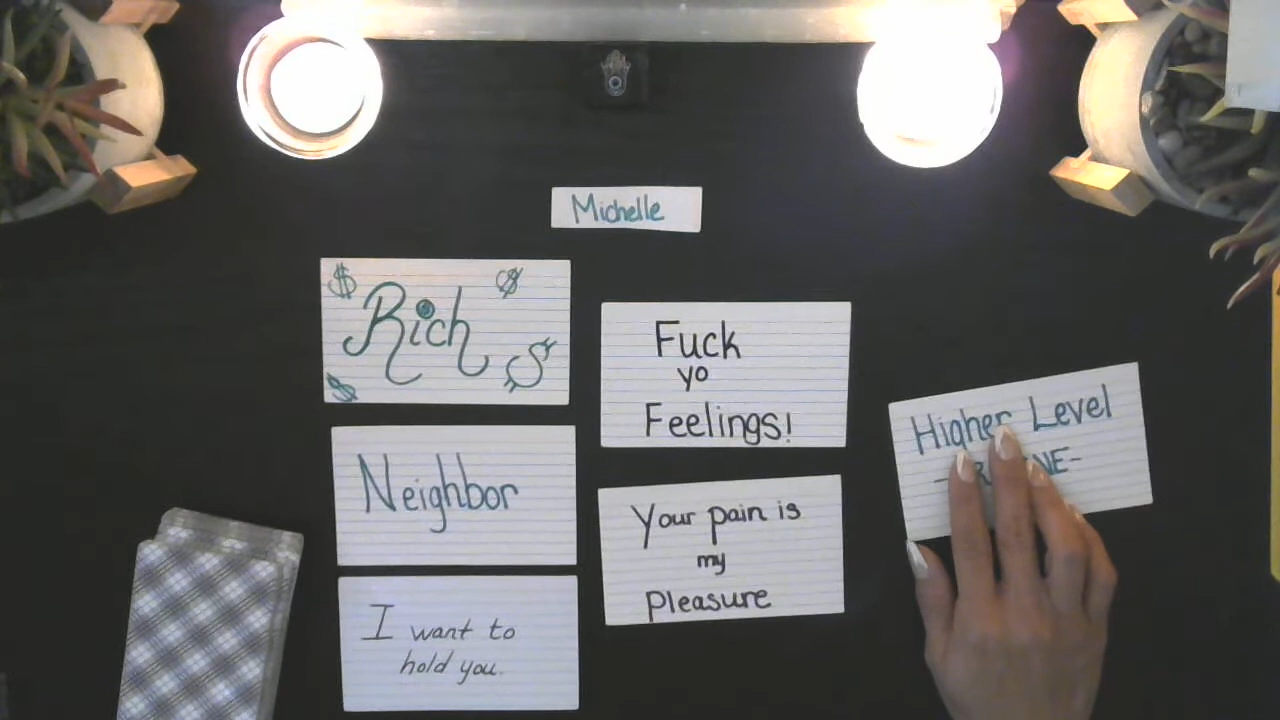 Michelle
$ $
Rich
$ $
Neighbor
I want to
hold you.
Fuck
yo
Feelings!
Your pain is
my
pleasure
Higher Level